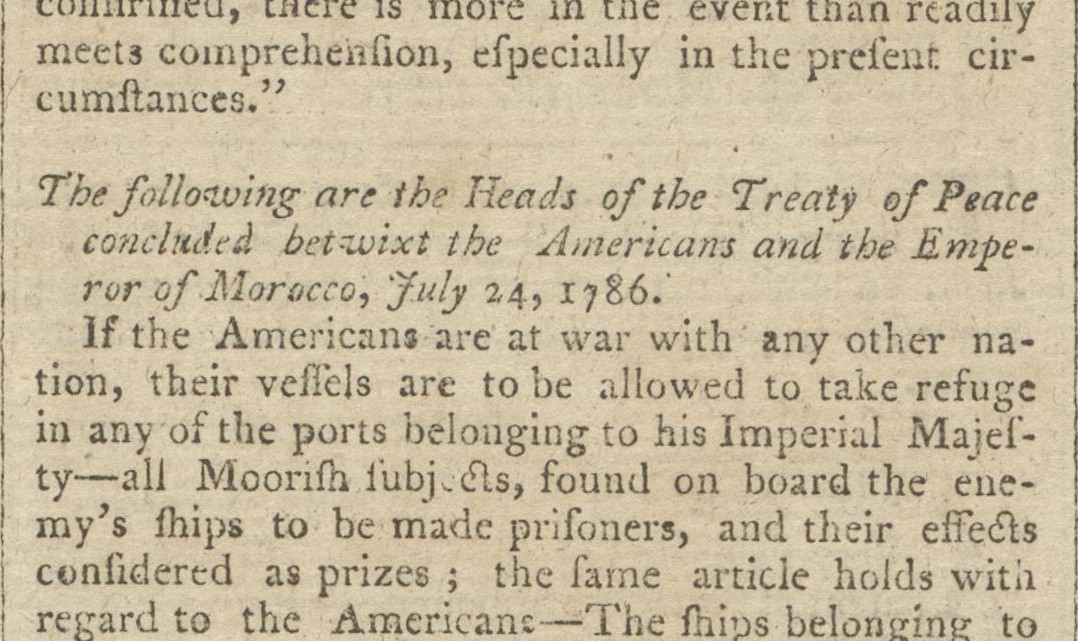 confirmed, there is more in the event than readily
meets comprehenſion, eſpecially in the preſent cir-
cumſtances.”
The following are the Heads of the Treaty of Peace
concluded betwixt the Americans and the Empe-
ror of Morocco, July 24, 1786.
If the Americans are at war with any other na-
tion, their veſſels are to be allowed to take refuge
in any of the ports belonging to his Imperial Majeſ-
ty—all Mooriſh ſubjects, found on board the ene-
my’s ſhips to be made priſoners, and their effects
conſidered as prizes ; the ſame article holds with
regard to the Americans—The ſhips belonging to